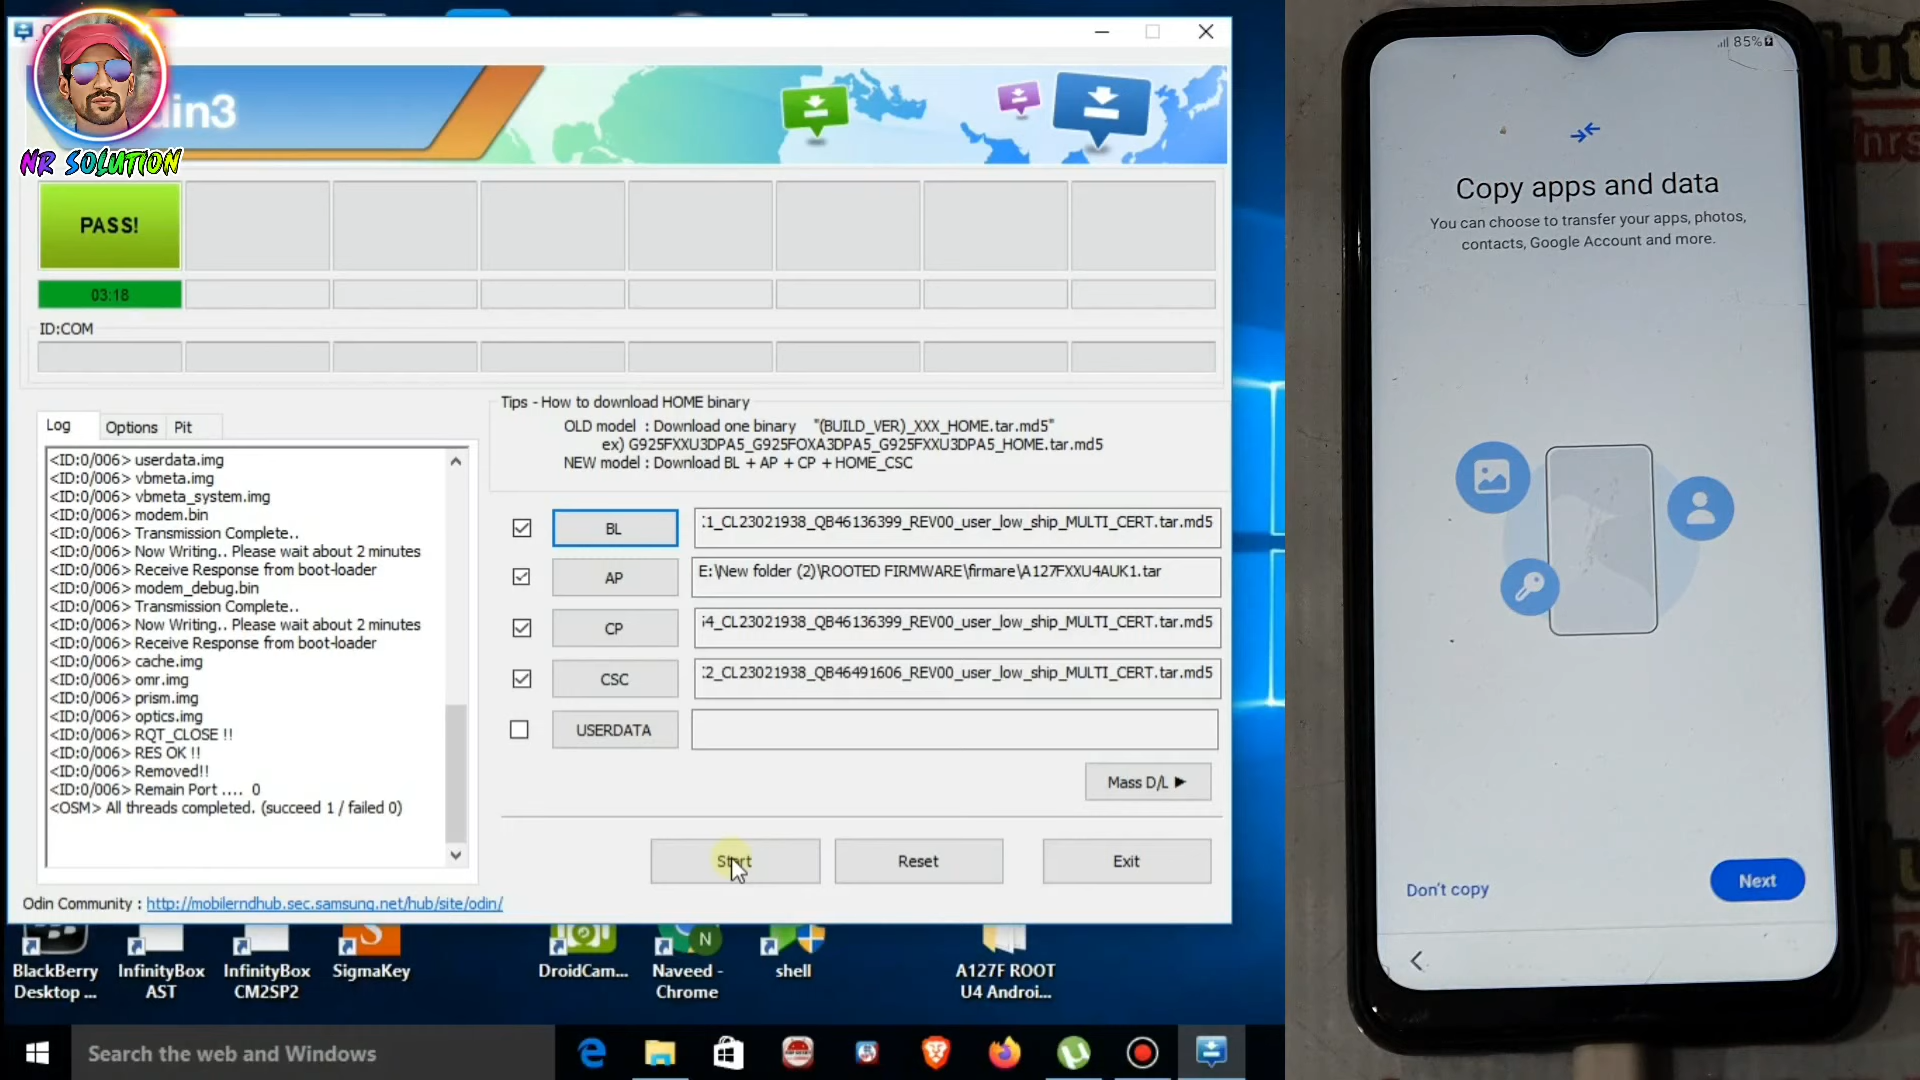 din3
NR SOLUTION
PASS!
03:18
ID:COM
Log
Options
Pit
<ID:0/006> userdata.img
<ID:0/006> vbmeta.img
<ID:0/006> vbmeta_system.img
<ID:0/006> modem.bin
<ID:0/006> Transmission Complete..
<ID:0/006> Now Writing.. Please wait about 2 minutes
<ID:0/006> Receive Response from boot-loader
<ID:0/006> modem_debug.bin
<ID:0/006> Transmission Complete..
<ID:0/006> Now Writing.. Please wait about 2 minutes
<ID:0/006> Receive Response from boot-loader
<ID:0/006> cache.img
<ID:0/006> omr.img
<ID:0/006> prism.img
<ID:0/006> optics.img
<ID:0/006> RQT_CLOSE !!
<ID:0/006> RES OK !!
<ID:0/006> Removed!!
<ID:0/006> Remain Port .... 0
<OSM> All threads completed. (succeed 1 / failed 0)
Tips - How to download HOME binary
OLD model : Download one binary "(BUILD_VER)_XXX_HOME.tar.md5"
ex) G925FXXU3DPA5_G925FOXA3DPA5_G925FXXU3DPA5_HOME.tar.md5
NEW model : Download BL + AP + CP + HOME_CSC
BL
1_CL23021938_QB46136399_REV00_user_low_ship_MULTI_CERT.tar.md5
AP
E:\New folder (2)\ROOTED FIRMWARE\firmare\A127FXXU4AUK1.tar
CP
4_CL23021938_QB46136399_REV00_user_low_ship_MULTI_CERT.tar.md5
CSC
2_CL23021938_QB46491606_REV00_user_low_ship_MULTI_CERT.tar.md5
USERDATA
Mass D/L
Start
Reset
Exit
Odin Community : http://mobilerndhub.sec.samsung.net/hub/site/odin/
BlackBerry
Desktop ...
InfinityBox
AST
InfinityBox
CM2SP2
SigmaKey
DroidCam...
N
Naveed -
Chrome
shell
A127F ROOT
U4 Androi...
Search the web and Windows
85%
Copy apps and data
You can choose to transfer your apps, photos,
contacts, Google Account and more.
Don't copy
Next